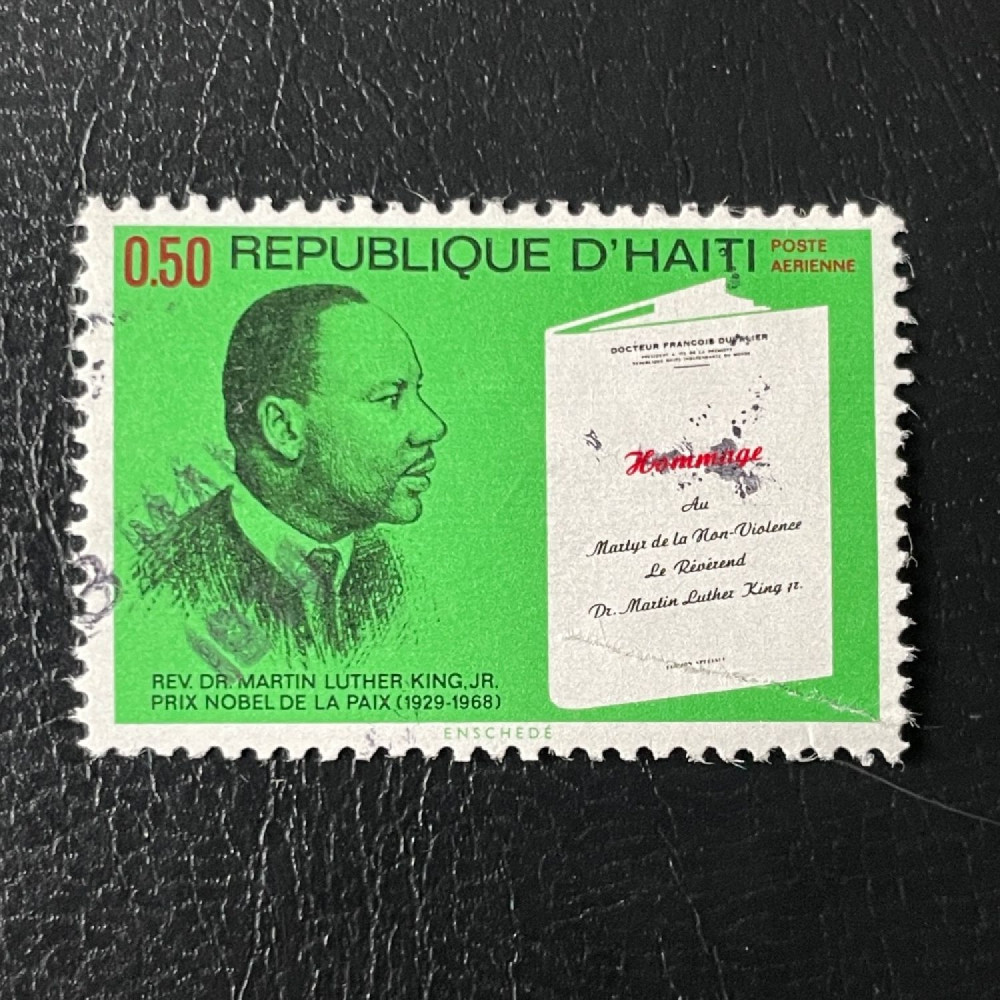 0.50 REPUBLIQUE D'HAITI POSTE
AERIENNE
DOCTEUR FRANCOIS DUVALIER
Hommage
Au
Martyr de la Non-Violence
Le Révérend
Dr. Martin Luther King jr.
REV. DR. MARTIN LUTHER KING, JR.
PRIX NOBEL DE LA PAIX (1929-1968)
ENSCHEDÉ